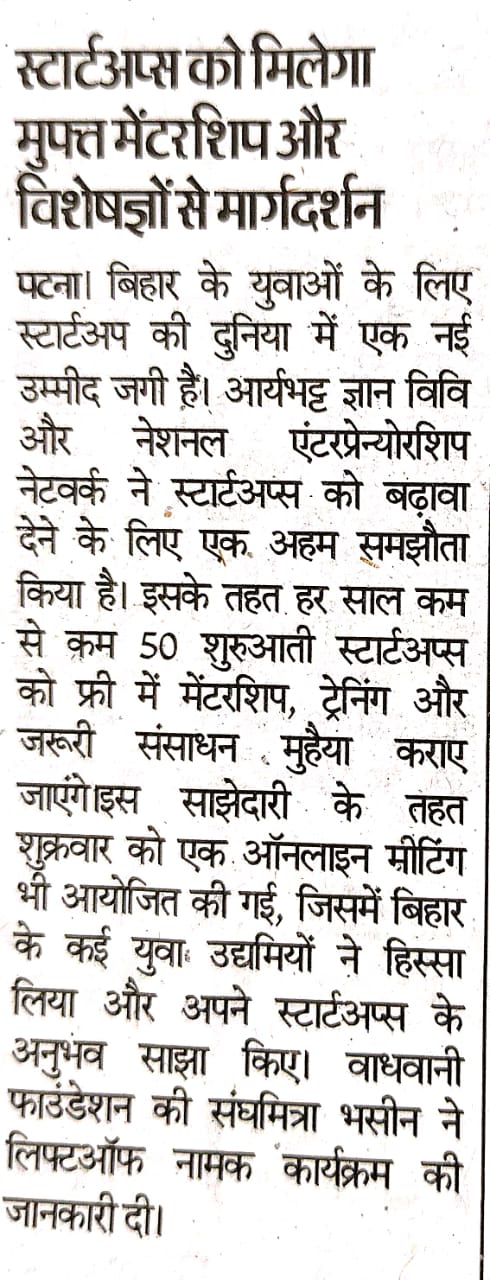 स्टार्टअप्स को मिलेगा
मुफ्त मेंटरशिप और
विशेषज्ञों से मार्गदर्शन
पटना। बिहार के युवाओं के लिए
स्टार्टअप की दुनिया में एक नई
उम्मीद जगी है। आर्यभट्ट ज्ञान विवि
और नेशनल एंटरप्रेन्योरशिप
नेटवर्क ने स्टार्टअप्स को बढ़ावा
देने के लिए एक अहम समझौता
किया है। इसके तहत हर साल कम
से कम 50 शुरुआती स्टार्टअप्स
को फ्री में मेंटरशिप, ट्रेनिंग और
जरूरी संसाधन मुहैया कराए
जाएंगे।इस साझेदारी के तहत
शुक्रवार को एक ऑनलाइन मीटिंग
भी आयोजित की गई, जिसमें बिहार
के कई युवा उद्यमियों ने हिस्सा
लिया और अपने स्टार्टअप्स के
अनुभव साझा किए। वाधवानी
फाउंडेशन की संघमित्रा भसीन ने
लिफ्टऑफ नामक कार्यक्रम की
जानकारी दी।